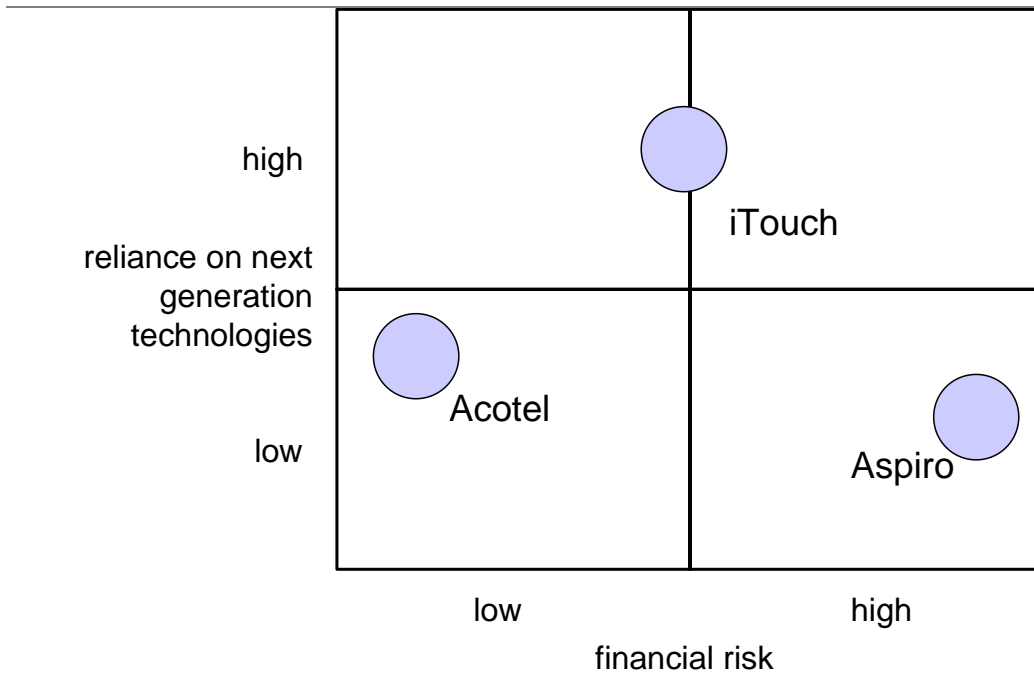 high
iTouch
reliance on next
generation
technologies
Acotel
low
Aspiro
low
high
financial risk